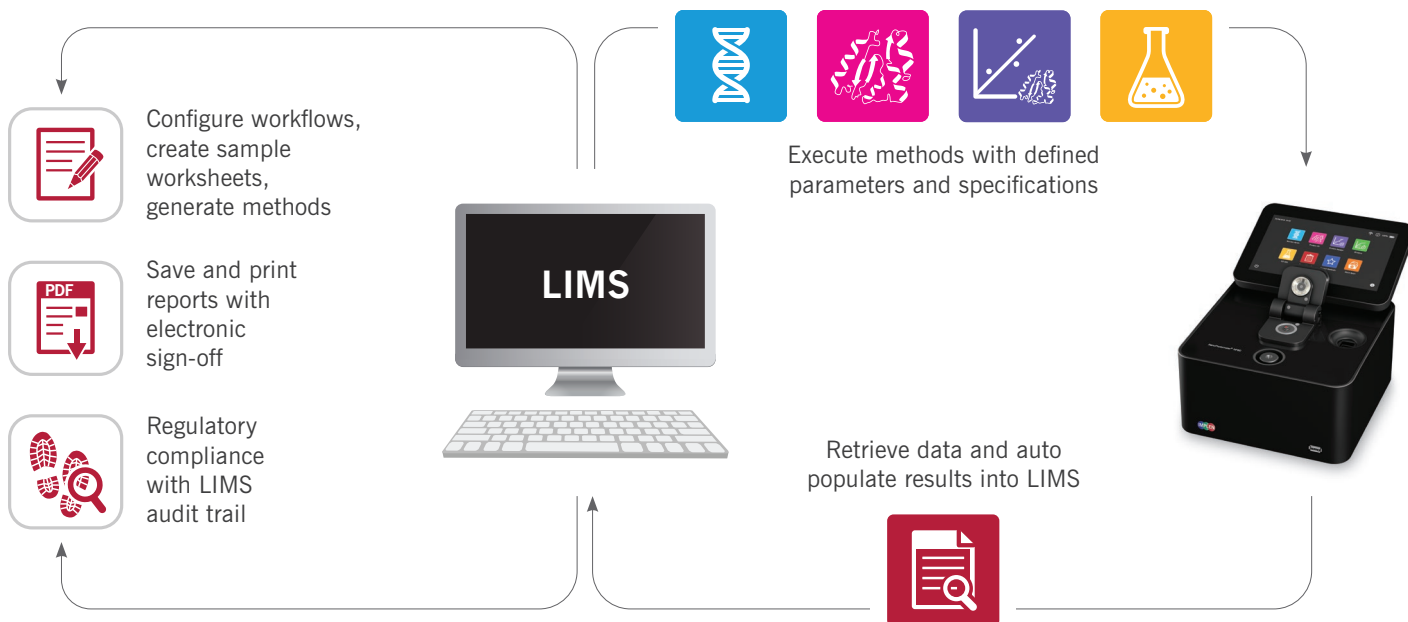 Configure workflows,
create sample
worksheets,
generate methods
PDF
Save and print
reports with
electronic
sign-off
Regulatory
compliance
with LIMS
audit trail
LIMS
Execute methods with defined
parameters and specifications
Retrieve data and auto
populate results into LIMS